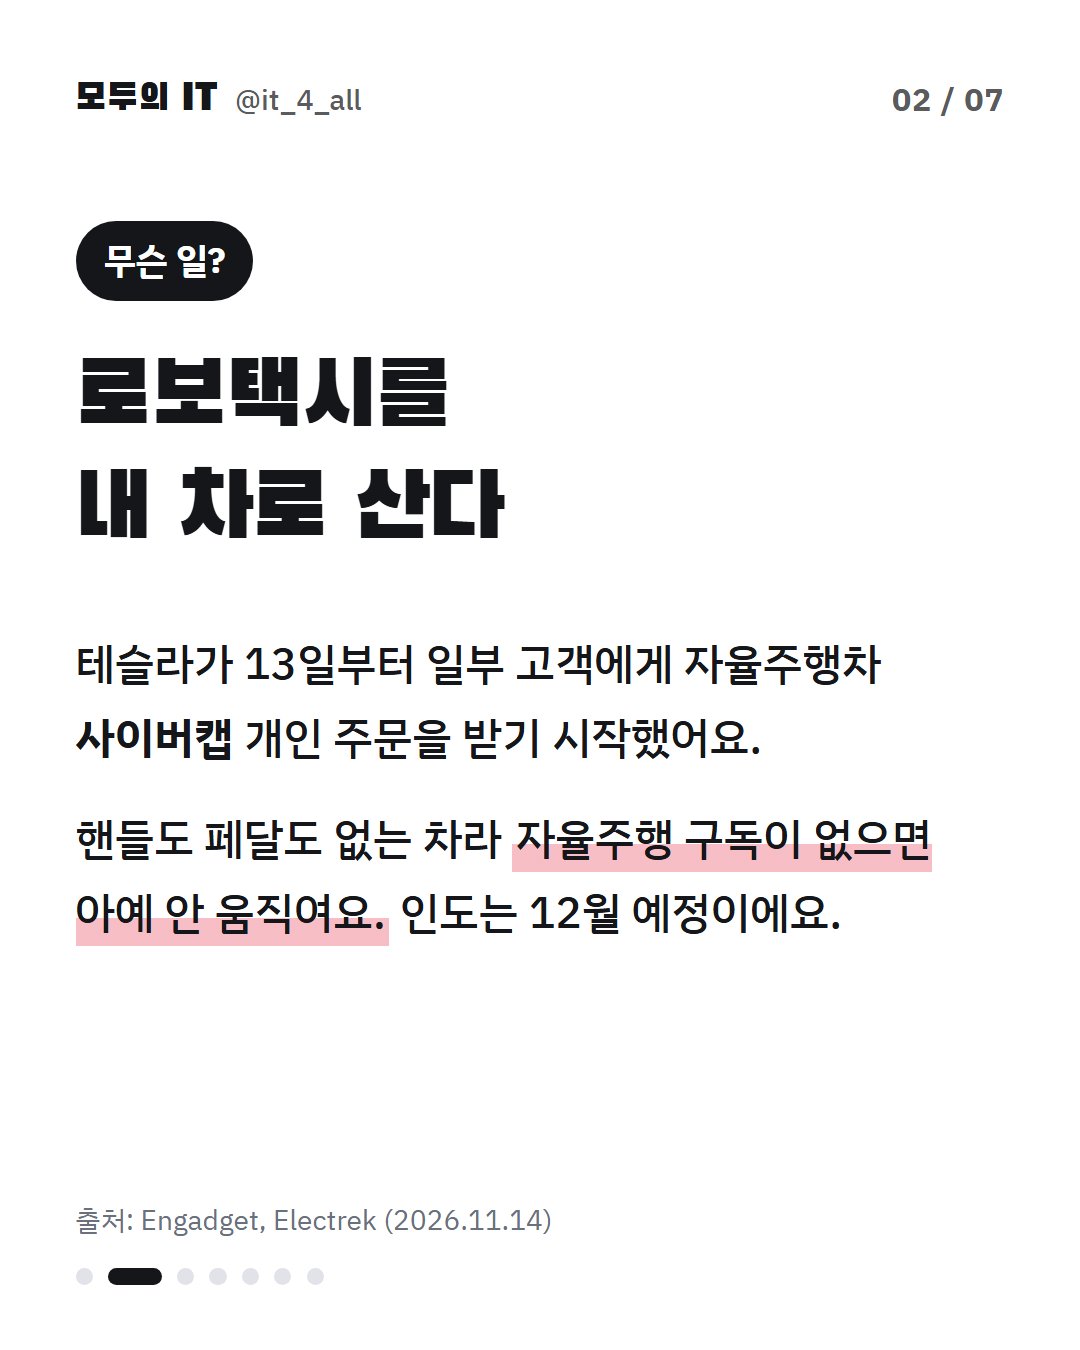 모두의 IT @it_4_all 02 / 07
무슨 일?
로보택시를
내 차로 산다
테슬라가 13일부터 일부 고객에게 자율주행차
사이버캡 개인 주문을 받기 시작했어요.
핸들도 페달도 없는 차라 자율주행 구독이 없으면
아예 안 움직여요. 인도는 12월 예정이에요.
출처: Engadget, Electrek (2026.11.14)